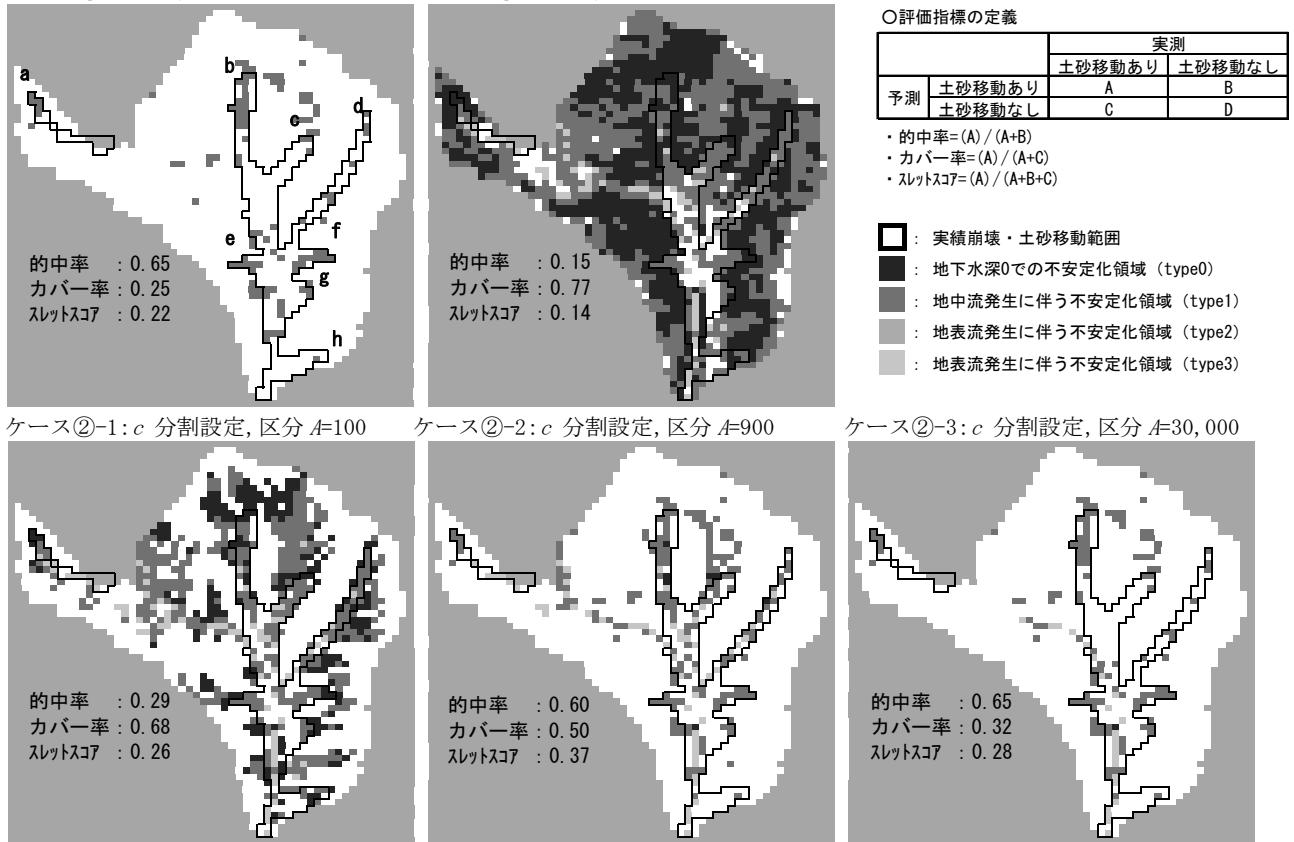 a
b
c
d
e
f
g
h
的中率 : 0.65
カバー率 : 0.25
スレットスコア : 0.22
的中率 : 0.15
カバー率 : 0.77
スレットスコア : 0.14
○評価指標の定義
実測
土砂移動あり 土砂移動なし
予測 土砂移動あり A B
土砂移動なし C D
・的中率=(A)/(A+B)
・カバー率=(A)/(A+C)
・スレットスコア=(A)/(A+B+C)
: 実績崩壊・土砂移動範囲
: 地下水深0での不安定化領域 (type0)
: 地中流発生に伴う不安定化領域 (type1)
: 地表流発生に伴う不安定化領域 (type2)
: 地表流発生に伴う不安定化領域 (type3)
ケース②-1:c 分割設定, 区分 A=100
ケース②-2:c 分割設定, 区分 A=900
ケース②-3:c 分割設定, 区分 A=30,000
的中率 : 0.29
カバー率 : 0.68
スレットスコア : 0.26
的中率 : 0.60
カバー率 : 0.50
スレットスコア : 0.37
的中率 : 0.65
カバー率 : 0.32
スレットスコア : 0.28